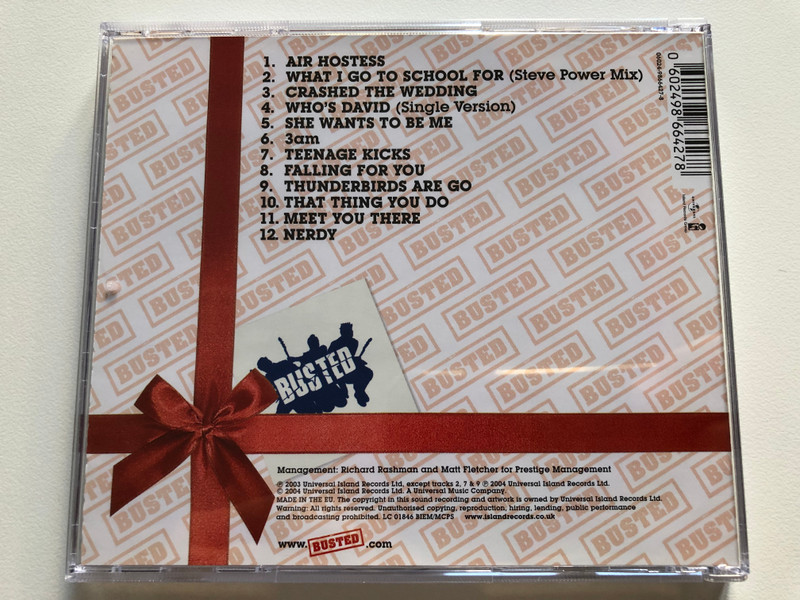 1. AIR HOSTESS
2. WHAT I GO TO SCHOOL FOR (Steve Power Mix)
3. CRASHED THE WEDDING
4. WHO'S DAVID (Single Version)
5. SHE WANTS TO BE ME
6. 3am
7. TEENAGE KICKS
8. FALLING FOR YOU
9. THUNDERBIRDS ARE GO
10. THAT THING YOU DO
11. MEET YOU THERE
12. NERDY
0 602498 664278
06024-986642-7-8
BUSTED
Management: Richard Rashman and Matt Fletcher for Prestige Management
℗ 2003 Universal Island Records Ltd, except tracks 2, 7 & 9 ℗ 2004 Universal Island Records Ltd.
© 2004 Universal Island Records Ltd. A Universal Music Company.
MADE IN THE EU. The copyright in this sound recording and artwork is owned by Universal Island Records Ltd.
Warning: All rights reserved. Unauthorised copying, reproduction, hiring, lending, public performance
and broadcasting prohibited. LC 01846 BIEM/MCPS www.islandrecords.co.uk
www.BUSTED.com